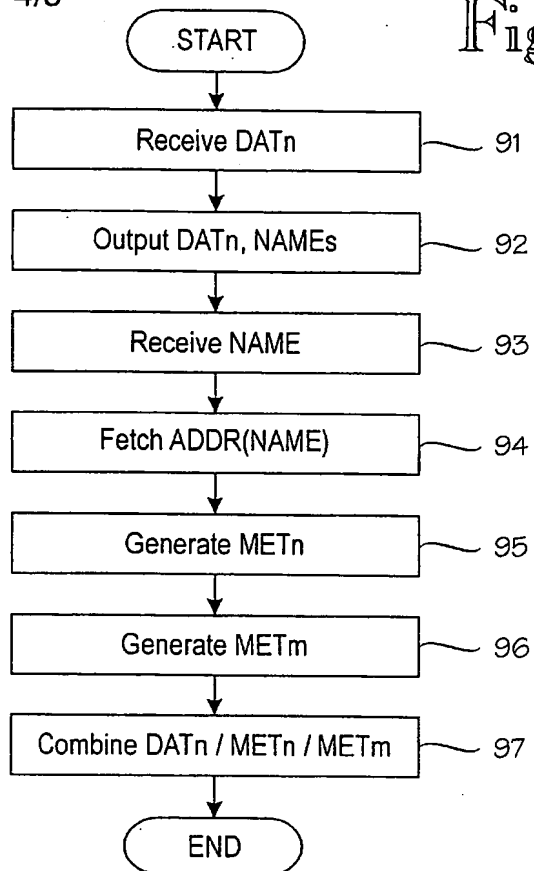 START
Receive DATn 91
Output DATn, NAMEs 92
Receive NAME 93
Fetch ADDR(NAME) 94
Generate METn 95
Generate METm 96
Combine DATn / METn / METm 97
END